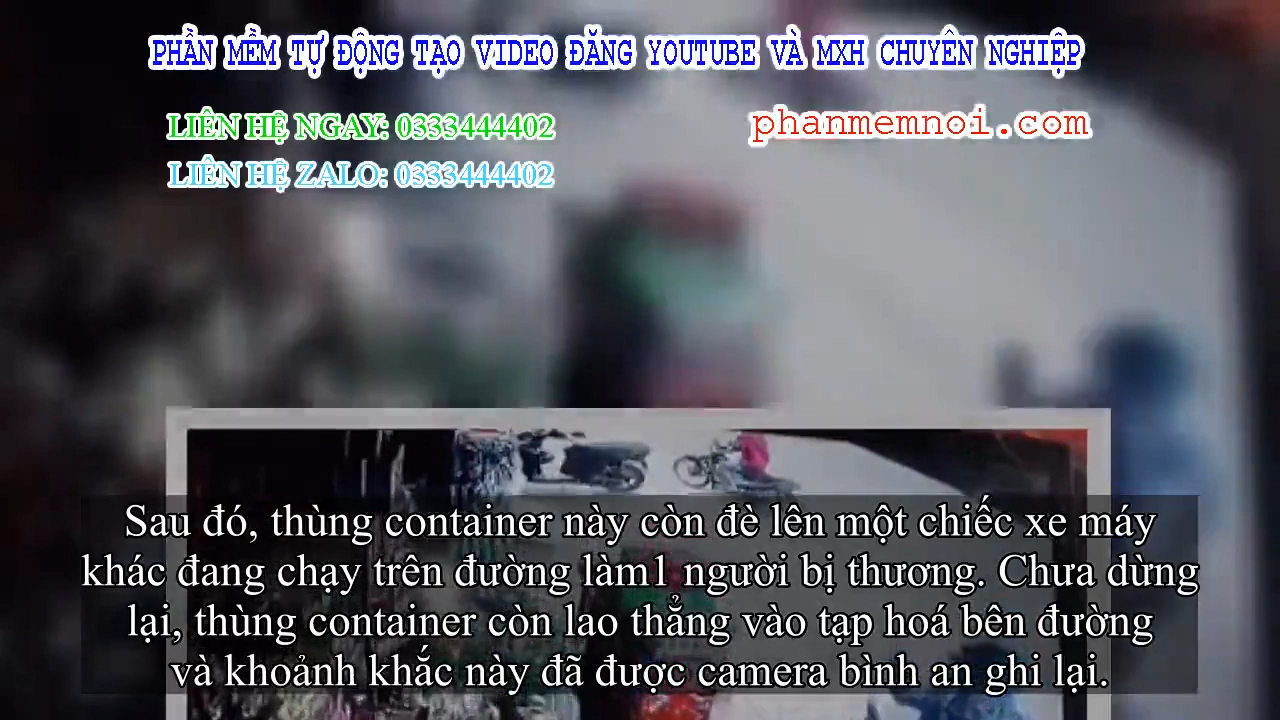 PHẦN MỀM TỰ ĐỘNG TẠO VIDEO ĐĂNG YOUTUBE VÀ MXH CHUYÊN NGHIỆP
LIÊN HỆ NGAY: 0333444402
phanmemnoi.com
LIÊN HỆ ZALO: 0333444402
Sau đó, thùng container này còn đè lên một chiếc xe máy
khác đang chạy trên đường làm1 người bị thương. Chưa dừng
lại, thùng container còn lao thẳng vào tạp hoá bên đường
và khoảnh khắc này đã được camera bình an ghi lại.